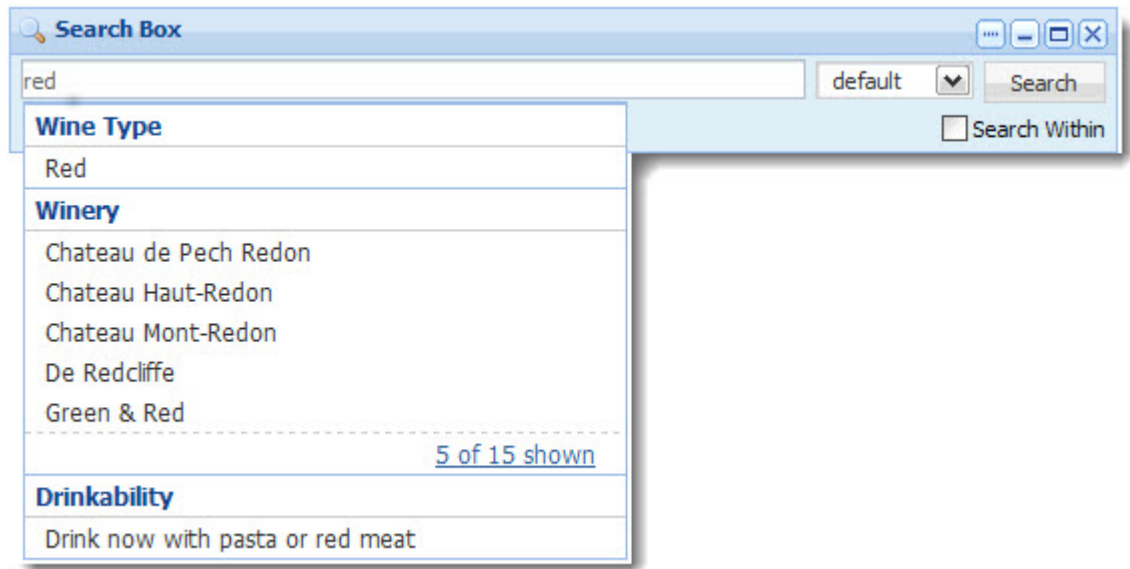 Search Box
red
default
Search
Search Within
Wine Type
Red
Winery
Chateau de Pech Redon
Chateau Haut-Redon
Chateau Mont-Redon
De Redcliffe
Green & Red
5 of 15 shown
Drinkability
Drink now with pasta or red meat